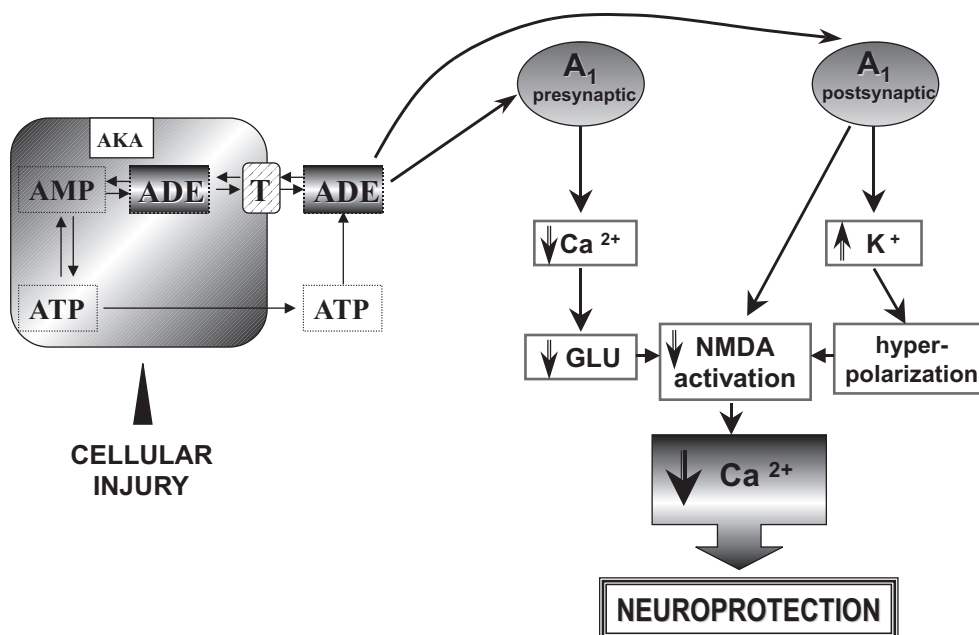 A₁
presynaptic
A₁
postsynaptic
AKA
AMP
ADE
T
ADE
ATP
ATP
CELLULAR
INJURY
↓ Ca ²⁺
↑ K ⁺
↓ GLU
↓ NMDA
activation
hyper-
polarization
↓ Ca ²⁺
NEUROPROTECTION